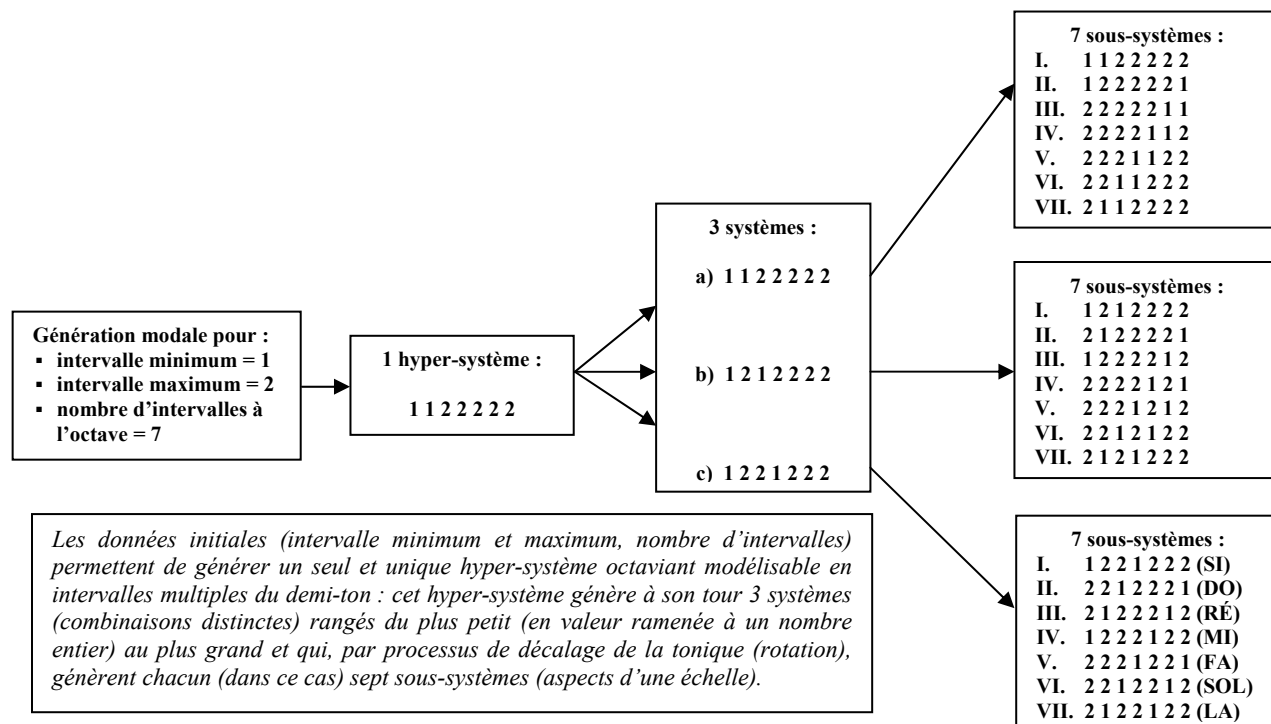 Génération modale pour :
▪ intervalle minimum = 1
▪ intervalle maximum = 2
▪ nombre d’intervalles à
l’octave = 7
1 hyper-système :
1 1 2 2 2 2 2
3 systèmes :
a) 1 1 2 2 2 2 2
b) 1 2 1 2 2 2 2
c) 1 2 2 1 2 2 2
7 sous-systèmes :
I. 1 1 2 2 2 2 2
II. 1 2 2 2 2 2 1
III. 2 2 2 2 2 1 1
IV. 2 2 2 2 1 1 2
V. 2 2 2 1 1 2 2
VI. 2 2 1 1 2 2 2
VII. 2 1 1 2 2 2 2
7 sous-systèmes :
I. 1 2 1 2 2 2 2
II. 2 1 2 2 2 2 1
III. 1 2 2 2 2 1 2
IV. 2 2 2 2 1 2 1
V. 2 2 2 1 2 1 2
VI. 2 2 1 2 1 2 2
VII. 2 1 2 1 2 2 2
7 sous-systèmes :
I. 1 2 2 1 2 2 2 (SI)
II. 2 2 1 2 2 2 1 (DO)
III. 2 1 2 2 2 1 2 (RÉ)
IV. 1 2 2 2 1 2 2 (MI)
V. 2 2 2 1 2 2 1 (FA)
VI. 2 2 1 2 2 1 2 (SOL)
VII. 2 1 2 2 1 2 2 (LA)
Les données initiales (intervalle minimum et maximum, nombre d’intervalles)
permettent de générer un seul et unique hyper-système octaviant modélisable en
intervalles multiples du demi-ton : cet hyper-système génère à son tour 3 systèmes
(combinaisons distinctes) rangés du plus petit (en valeur ramenée à un nombre
entier) au plus grand et qui, par processus de décalage de la tonique (rotation),
génèrent chacun (dans ce cas) sept sous-systèmes (aspects d’une échelle).